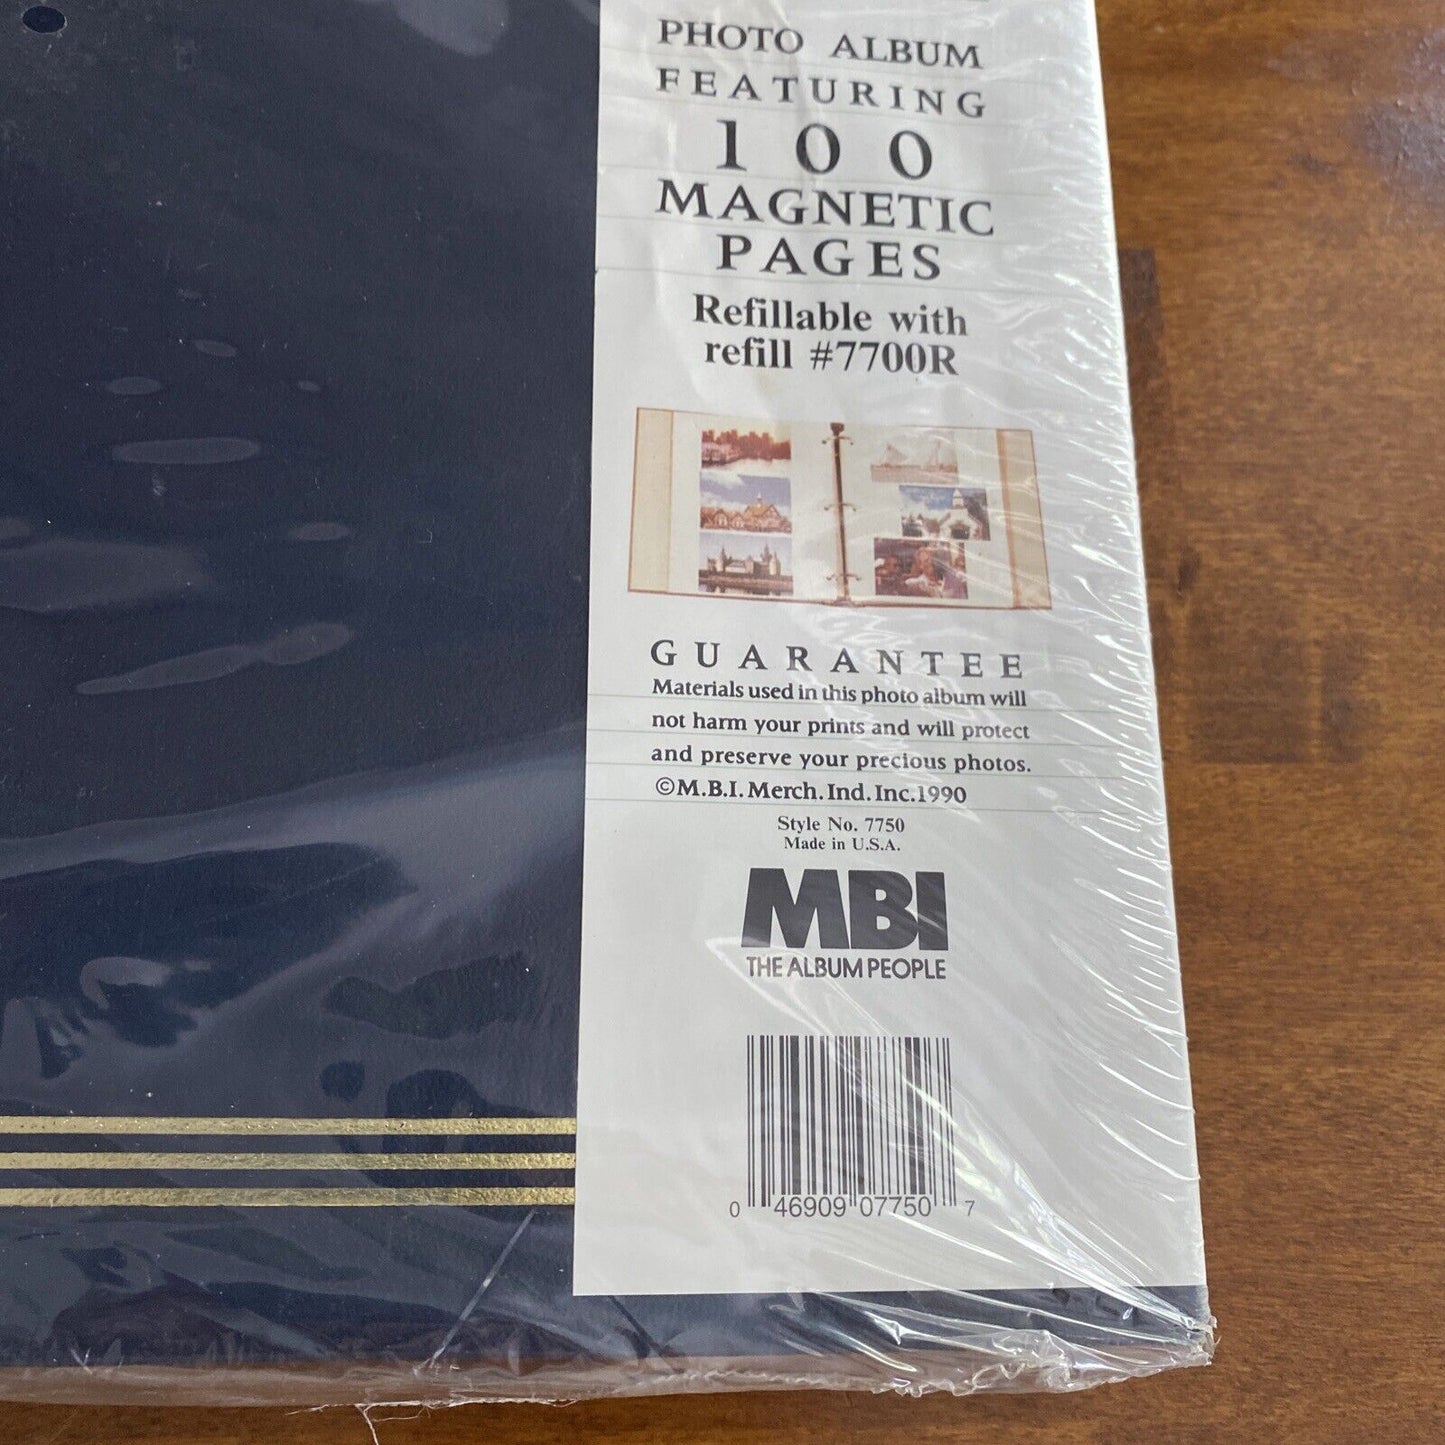 PHOTO ALBUM
FEATURING
100
MAGNETIC
PAGES
Refillable with
refill #7700R
GUARANTEE
Materials used in this photo album will
not harm your prints and will protect
and preserve your precious photos.
©M.B.I. Merch. Ind. Inc. 1990
Style No. 7750
Made in U.S.A.
MBI
THE ALBUM PEOPLE
0 46909 07750 7